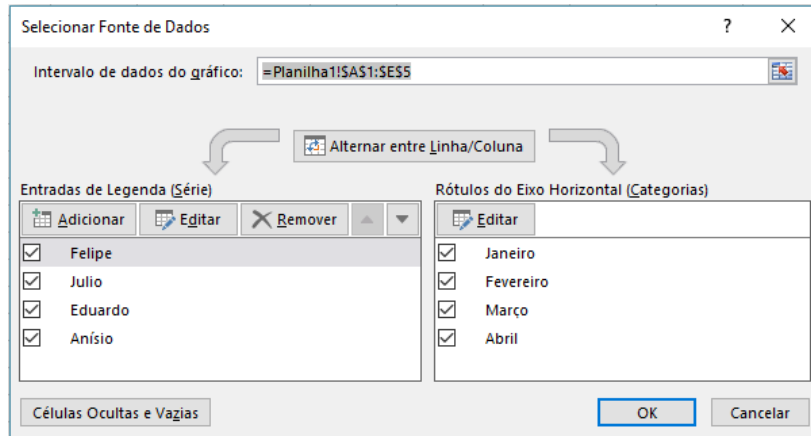 Selecionar Fonte de Dados ? ×
Intervalo de dados do gráfico: =Planilha1!$A$1:$E$5
Alternar entre Linha/Coluna
Entradas de Legenda (Série)
Adicionar Editar Remover
Felipe
Julio
Eduardo
Anísio
Rótulos do Eixo Horizontal (Categorias)
Editar
Janeiro
Fevereiro
Março
Abril
Células Ocultas e Vazias
OK Cancelar